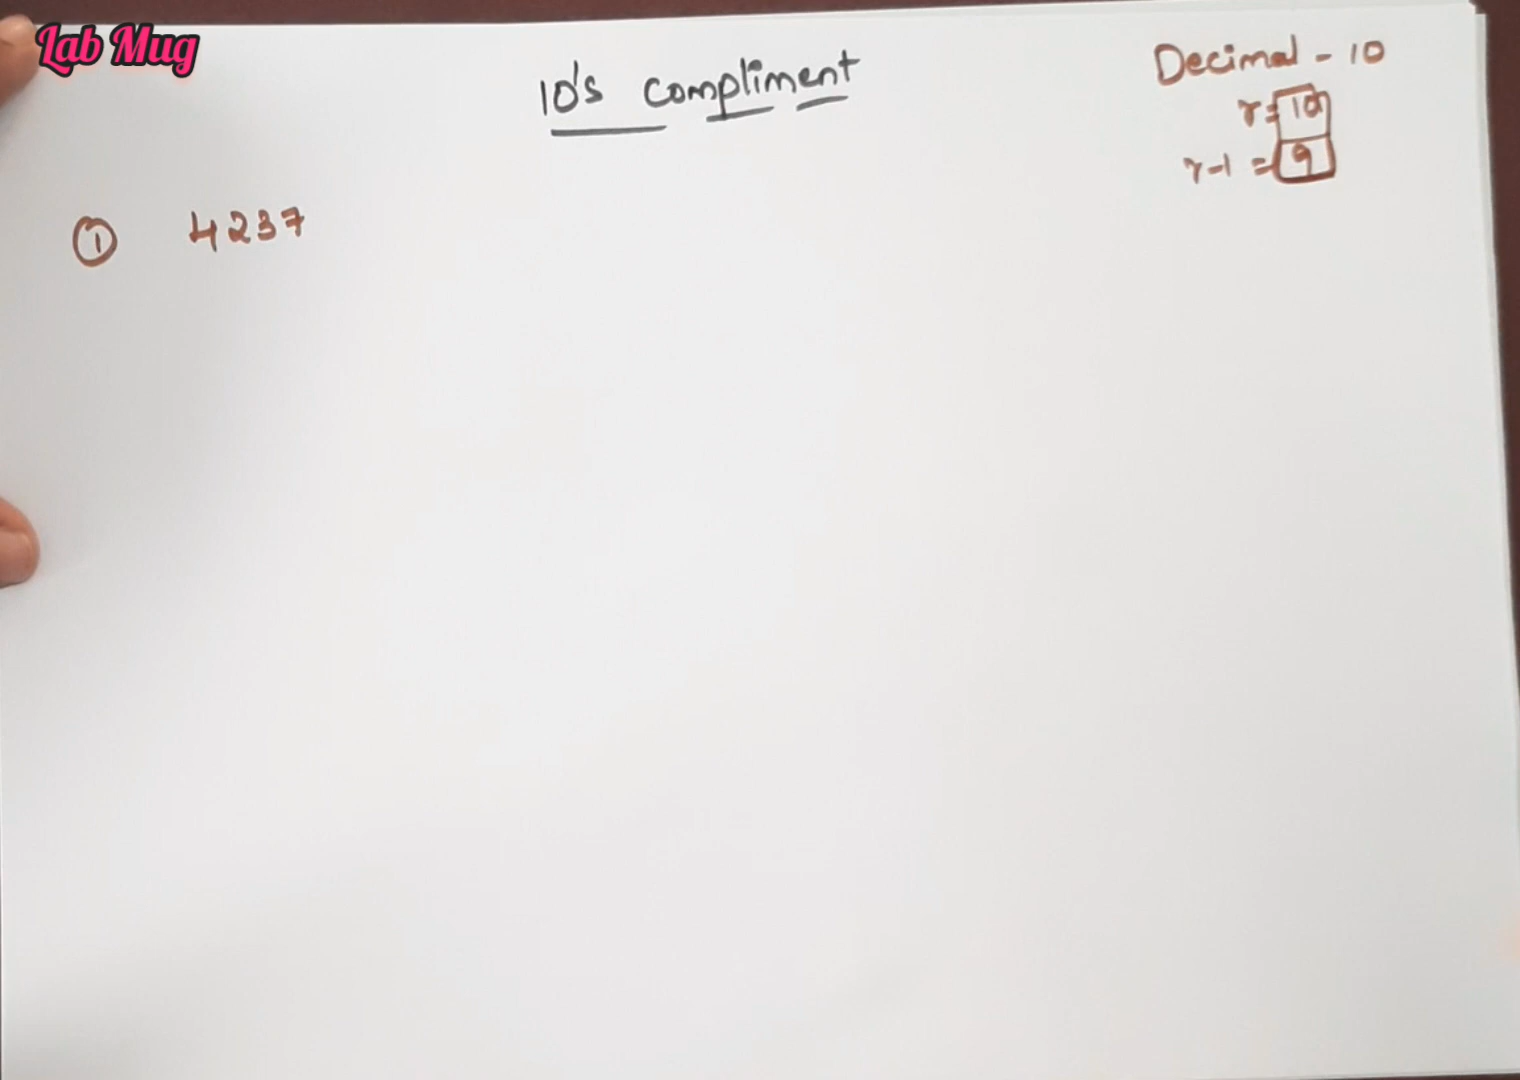 Lab Mug
10's compliment
Decimal - 10
r = 10
r-1 = 9
① 4237